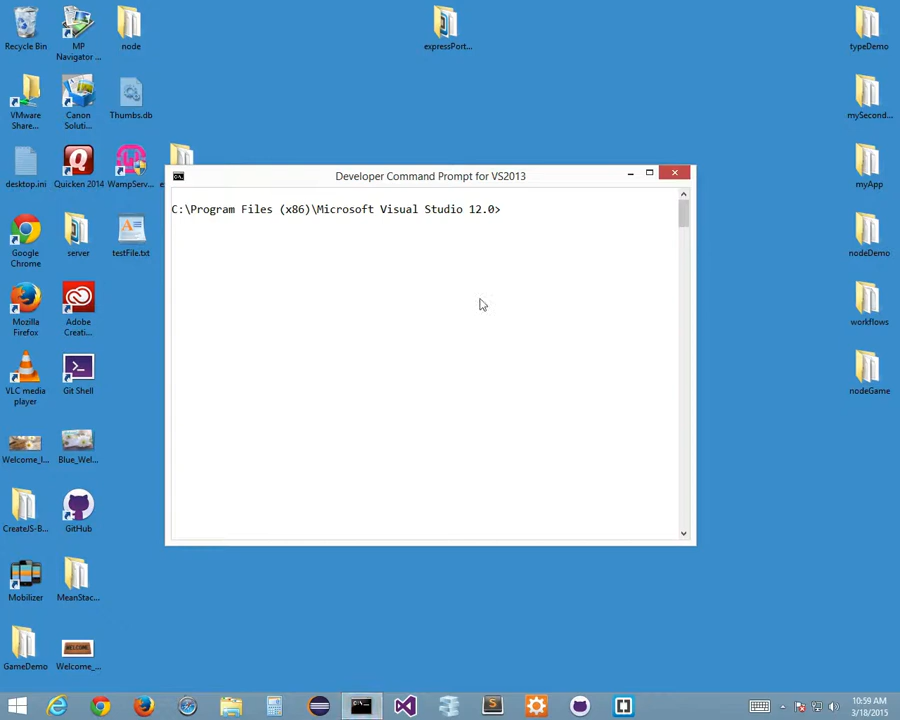 Recycle Bin
MP
Navigator ...
node
expressPort...
typeDemo
VMware
Share...
Canon
Soluti...
Thumbs.db
mySecond...
desktop.ini
Quicken 2014
WampServ...
Developer Command Prompt for VS2013
myApp
C:\Program Files (x86)\Microsoft Visual Studio 12.0>
Google
Chrome
server
testFile.txt
nodeDemo
Mozilla
Firefox
Adobe
Creati...
workflows
VLC media
player
Git Shell
nodeGame
Welcome_I...
Blue_Wel...
CreateJS-B...
GitHub
Mobilizer
MeanStac...
GameDemo
WELCOME
Welcome_...
10:59 AM
3/18/2015